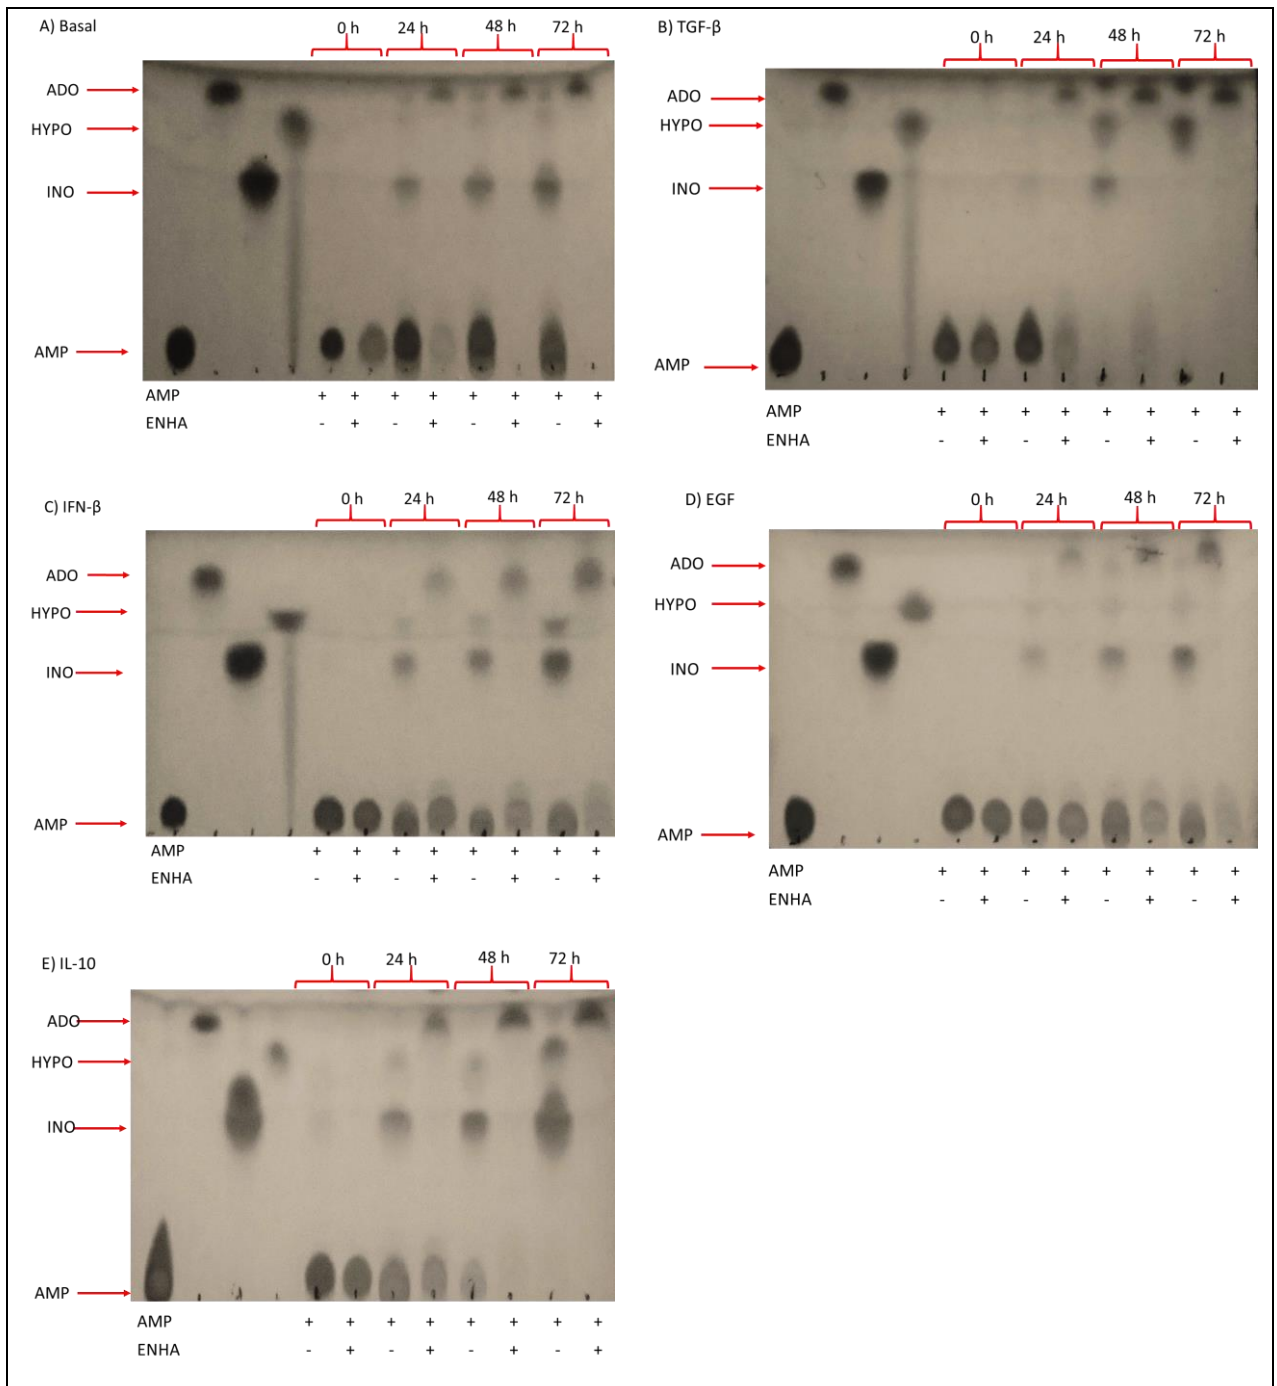 A) Basal
0 h 24 h 48 h 72 h
ADO
HYPO
INO
AMP
AMP + + + + + + + +
ENHA - + - + - + - +
B) TGF-β
0 h 24 h 48 h 72 h
ADO
HYPO
INO
AMP
AMP + + + + + + + +
ENHA - + - + - + - +
C) IFN-β
0 h 24 h 48 h 72 h
ADO
HYPO
INO
AMP
AMP + + + + + + + +
ENHA - + - + - + - +
D) EGF
0 h 24 h 48 h 72 h
ADO
HYPO
INO
AMP
AMP + + + + + + + +
ENHA - + - + - + - +
E) IL-10
0 h 24 h 48 h 72 h
ADO
HYPO
INO
AMP
AMP + + + + + + + +
ENHA - + - + - + - +